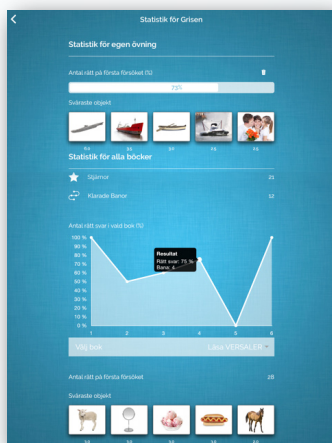 Statistik för Grisen
Statistik för egen övning
Antal rätt på första försöket (%)
73%
Svåraste objekt
Statistik för alla böcker
Stjärnor 21
Klarade Banor 12
Antal rätt svar i vald bok (%)
100 %
90 %
80 %
70 %
60 %
50 %
40 %
30 %
20 %
10 %
0 %
Resultat
Rätt svar: 75 %
Bana: 4
1 2 3 4 5 6
Välj bok Läsa VERSALER
Antal rätt på första försöket 28
Svåraste objekt